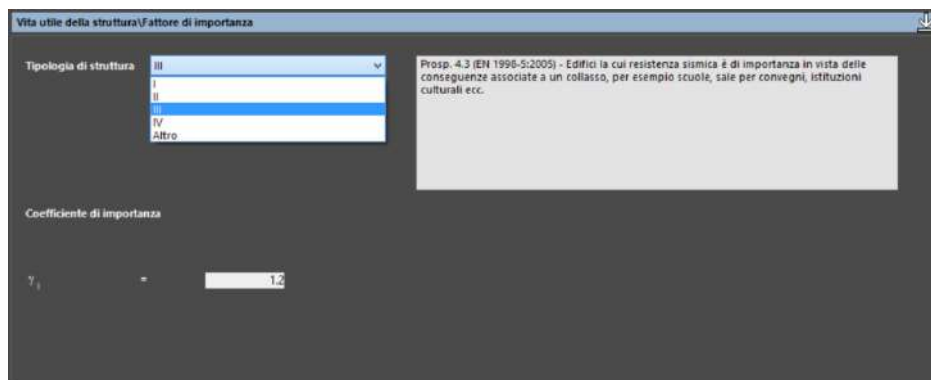 Vita utile della struttura\Fattore di importanza
Tipologia di struttura III
I
II
III
IV
Altro
Prosp. 4.3 (EN 1998-5:2005) - Edifici la cui resistenza sismica è di importanza in vista delle
conseguenze associate a un collasso, per esempio scuole, sale per convegni, istituzioni
culturali ecc.
Coefficiente di importanza
γ I = 1.2